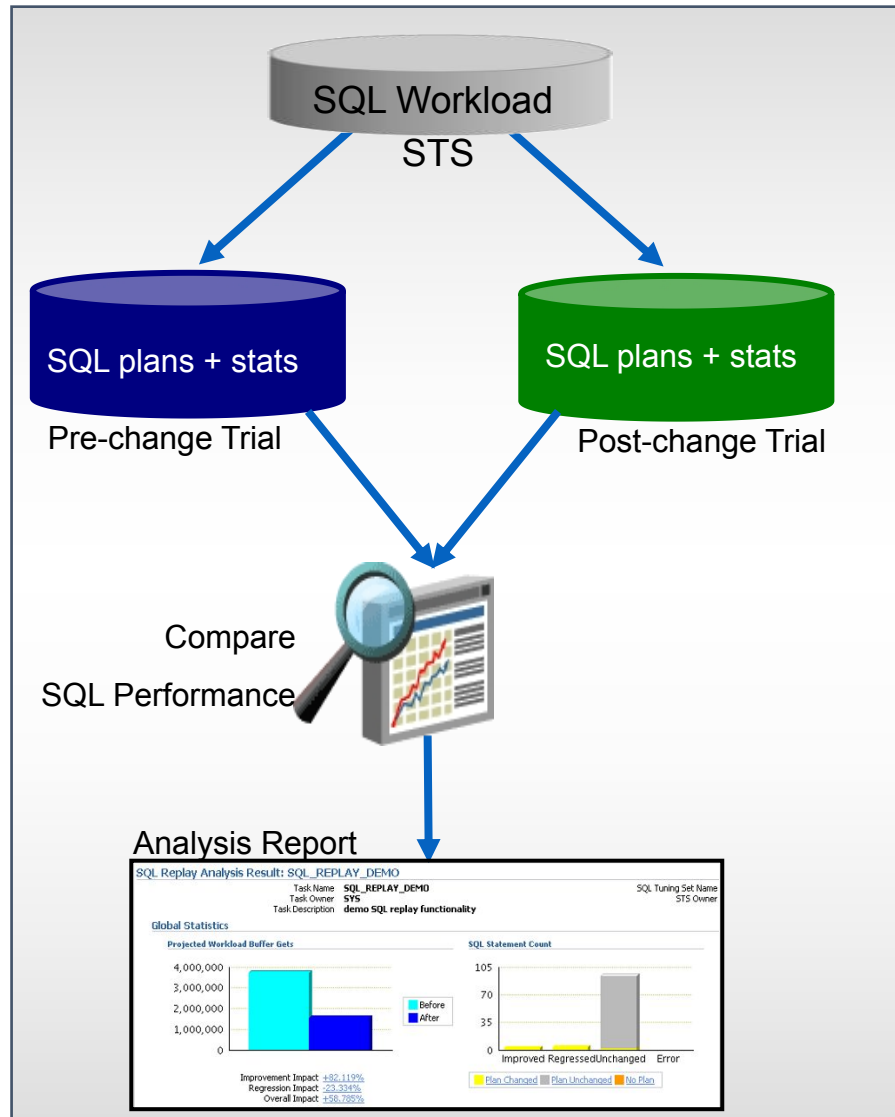 SQL Workload
STS
SQL plans + stats
SQL plans + stats
Pre-change Trial
Post-change Trial
Compare
SQL Performance
Analysis Report
SQL Replay Analysis Result: SQL_REPLAY_DEMO
Task Name SQL_REPLAY_DEMO
SQL Tuning Set Name
Task Owner SYS
STS Owner
Task Description demo SQL replay functionality
Global Statistics
Projected Workload Buffer Gets
4,000,000
3,000,000
2,000,000
1,000,000
0
Before
After
Improvement Impact +82.119%
Regression Impact -23.334%
Overall Impact +58.785%
SQL Statement Count
105
70
35
0
Improved Regressed Unchanged Error
Plan Changed Plan Unchanged No Plan